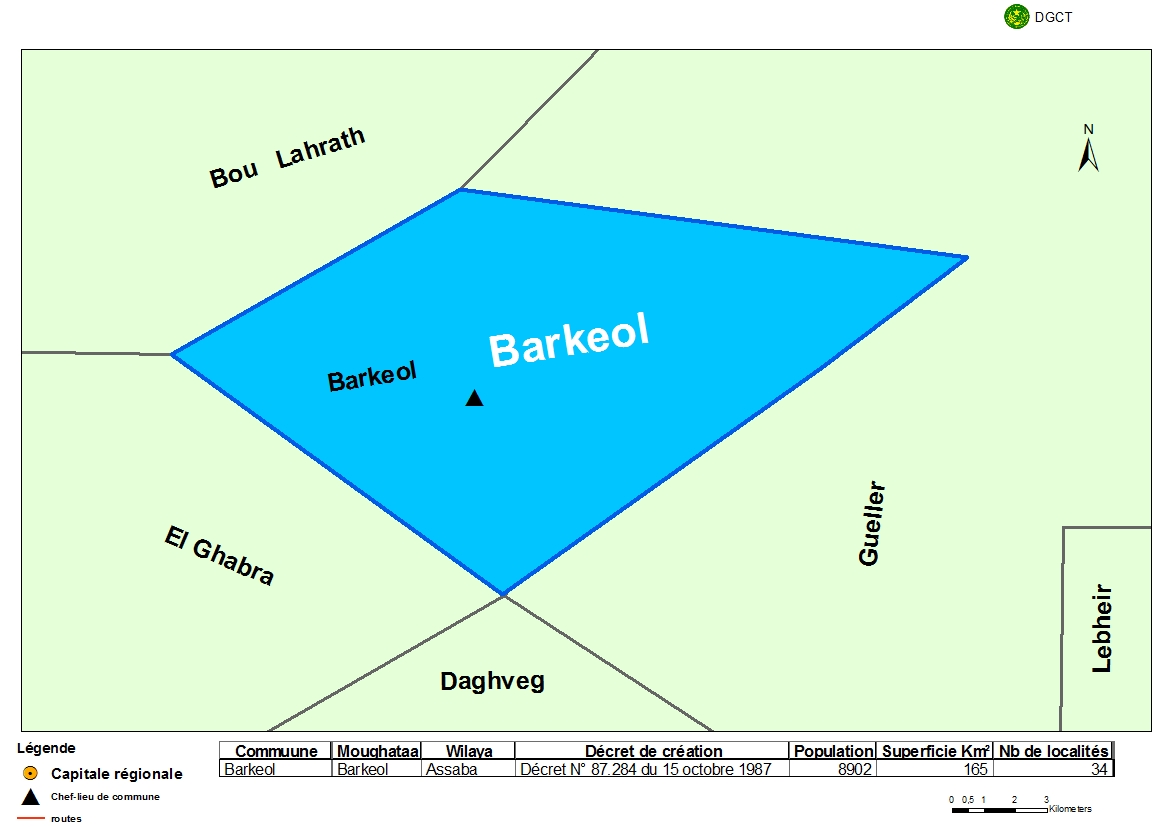 DGCT
Bou Lahrath
N
Barkeol
Barkeol
Gueller
El Ghabra
Lebheir
Daghveg
Légende
Capitale régionale
Chef-lieu de commune
routes
Commuune Moughataa Wilaya Décret de création Population Superficie Km² Nb de localités
Barkeol Barkeol Assaba Décret N° 87.284 du 15 octobre 1987 8902 165 34
0 0,5 1 2 3
Kilometers